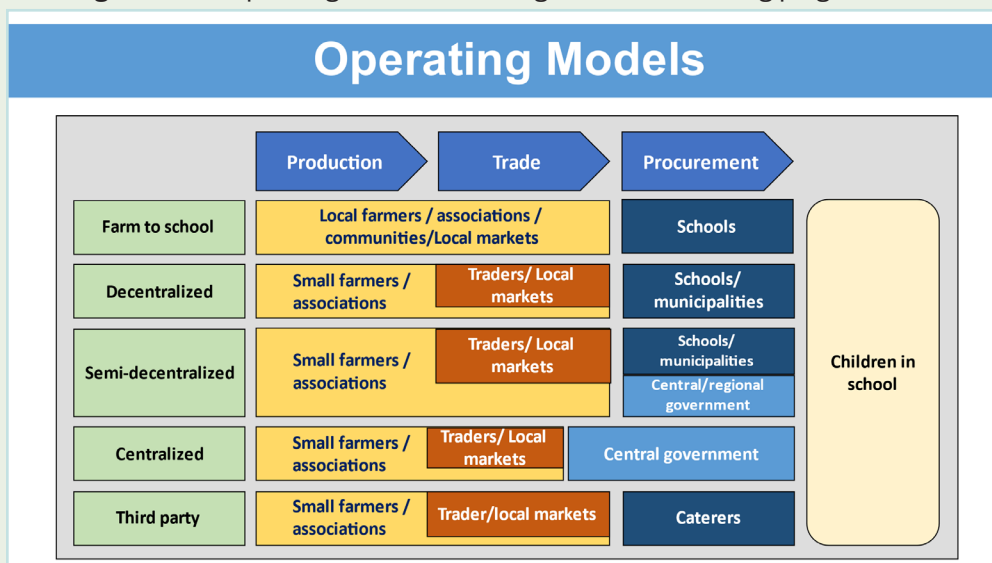 Operating Models
Production
Trade
Procurement
Farm to school
Local farmers / associations /
communities/Local markets
Schools
Decentralized
Small farmers /
associations
Traders/ Local
markets
Schools/
municipalities
Semi-decentralized
Small farmers /
associations
Traders/ Local
markets
Schools/
municipalities
Central/regional
government
Centralized
Small farmers /
associations
Traders/ Local
markets
Central government
Third party
Small farmers /
associations
Trader/local markets
Caterers
Children in
school